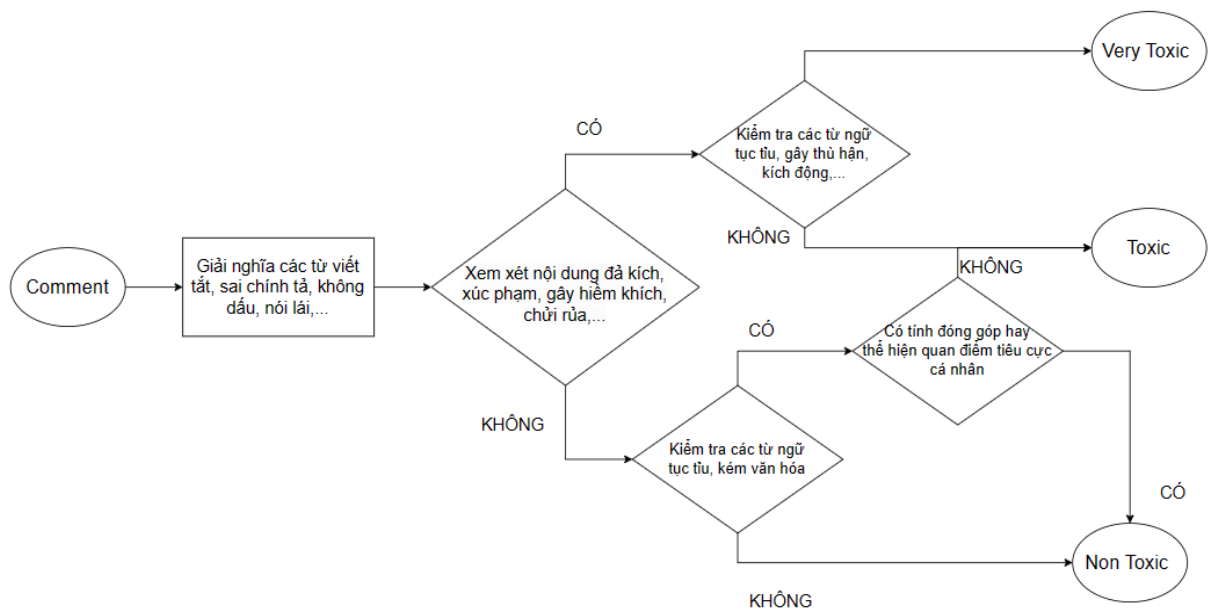 Very Toxic
CÓ
Kiểm tra các từ ngữ
tục tỉu, gây thù hận,
kích động,...
KHÔNG
Toxic
Comment
Giải nghĩa các từ viết
tắt, sai chính tả, không
dấu, nói lái,...
Xem xét nội dung đả kích,
xúc phạm, gây hiềm khích,
chửi rủa,...
KHÔNG
CÓ
Có tính đóng góp hay
thể hiện quan điểm tiêu cực
cá nhân
KHÔNG
Kiểm tra các từ ngữ
tục tỉu, kém văn hóa
CÓ
Non Toxic
KHÔNG